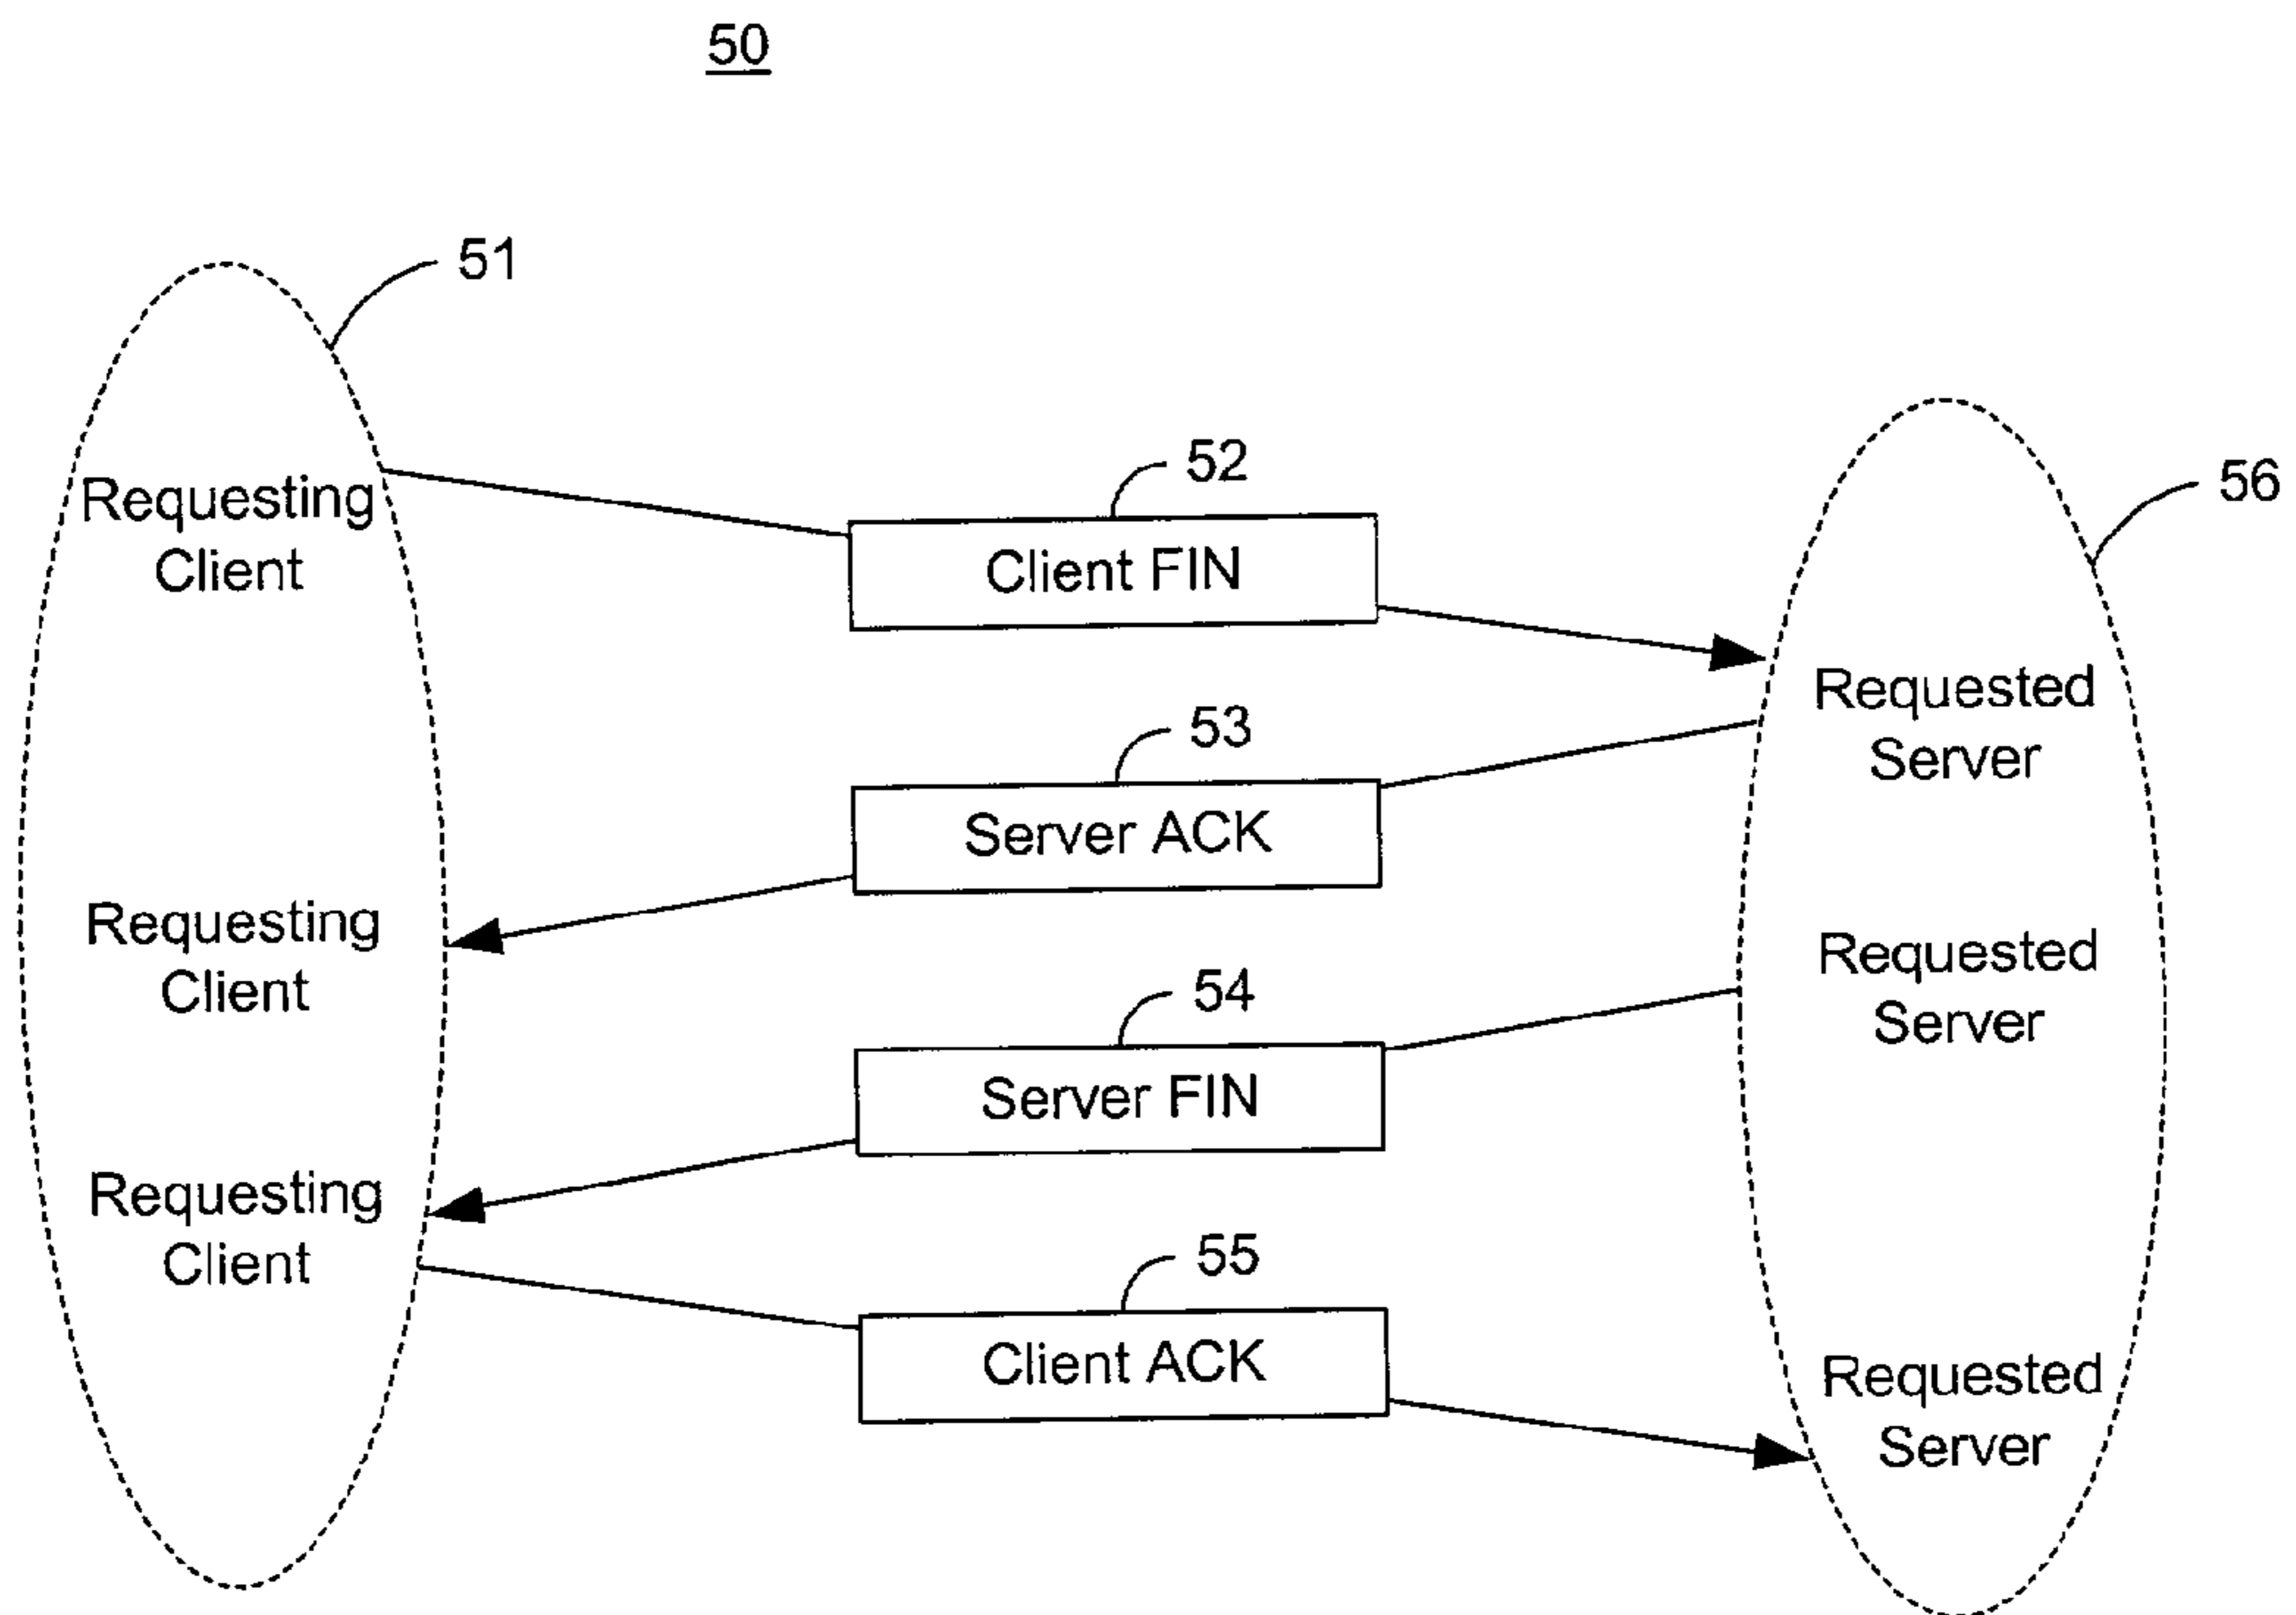 50
51
52
56
Requesting
Client
Client FIN
Requested
Server
53
Server ACK
Requesting
Client
Requested
Server
54
Server FIN
Requesting
Client
55
Client ACK
Requested
Server